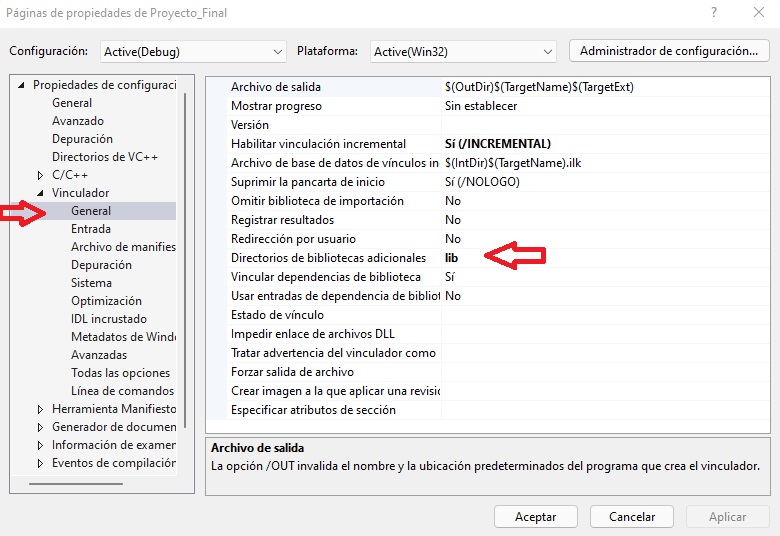 Páginas de propiedades de Proyecto_Final
Configuración: Active(Debug) Plataforma: Active(Win32) Administrador de configuración...
Propiedades de configuraci
General
Avanzado
Depuración
Directorios de VC++
C/C++
Vinculador
General
Entrada
Archivo de manifies
Depuración
Sistema
Optimización
IDL incrustado
Metadatos de Windo
Avanzadas
Todas las opciones
Línea de comandos
Herramienta Manifiesto
Generador de documen
Información de examen
Eventos de compilación
Archivo de salida $(OutDir)$(TargetName)$(TargetExt)
Mostrar progreso Sin establecer
Versión
Habilitar vinculación incremental Sí (/INCREMENTAL)
Archivo de base de datos de vínculos in $(IntDir)$(TargetName).ilk
Suprimir la pancarta de inicio Sí (/NOLOGO)
Omitir biblioteca de importación No
Registrar resultados No
Redirección por usuario No
Directorios de bibliotecas adicionales lib
Vincular dependencias de biblioteca Sí
Usar entradas de dependencia de bibliot No
Estado de vínculo
Impedir enlace de archivos DLL
Tratar advertencia del vinculador como
Forzar salida de archivo
Crear imagen a la que aplicar una revisió
Especificar atributos de sección
Archivo de salida
La opción /OUT invalida el nombre y la ubicación predeterminados del programa que crea el vinculador.
Aceptar Cancelar Aplicar